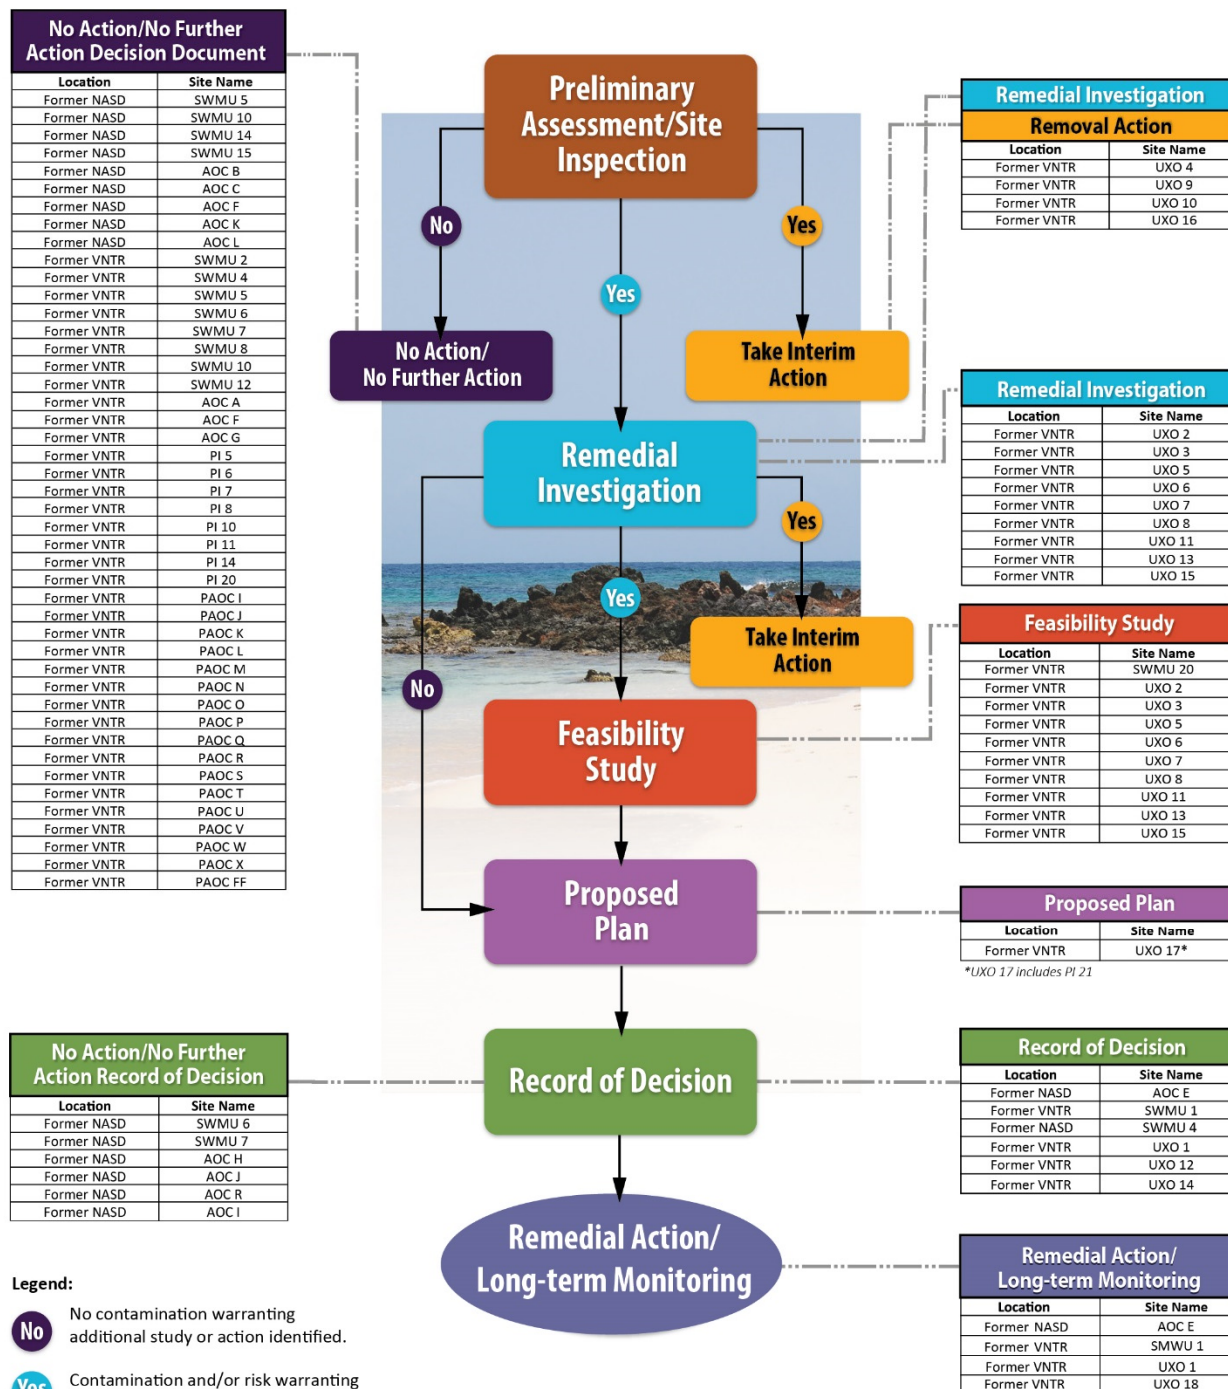 No Action/No Further
Action Decision Document
Location Site Name
Former NASD SWMU 5
Former NASD SWMU 10
Former NASD SWMU 14
Former NASD SWMU 15
Former NASD AOC B
Former NASD AOC C
Former NASD AOC F
Former NASD AOC K
Former NASD AOC L
Former VNTR SWMU 2
Former VNTR SWMU 4
Former VNTR SWMU 5
Former VNTR SWMU 6
Former VNTR SWMU 7
Former VNTR SWMU 8
Former VNTR SWMU 10
Former VNTR SWMU 12
Former VNTR AOC A
Former VNTR AOC F
Former VNTR AOC G
Former VNTR PI 5
Former VNTR PI 6
Former VNTR PI 7
Former VNTR PI 8
Former VNTR PI 10
Former VNTR PI 11
Former VNTR PI 14
Former VNTR PI 20
Former VNTR PAOC I
Former VNTR PAOC J
Former VNTR PAOC K
Former VNTR PAOC L
Former VNTR PAOC M
Former VNTR PAOC N
Former VNTR PAOC O
Former VNTR PAOC P
Former VNTR PAOC Q
Former VNTR PAOC R
Former VNTR PAOC S
Former VNTR PAOC T
Former VNTR PAOC U
Former VNTR PAOC V
Former VNTR PAOC W
Former VNTR PAOC X
Former VNTR PAOC FF
No Action/No Further
Action Record of Decision
Location Site Name
Former NASD SWMU 6
Former NASD SWMU 7
Former NASD AOC H
Former NASD AOC J
Former NASD AOC R
Former NASD AOC I
Legend:
No
No contamination warranting
additional study or action identified.
Yes
Contamination and/or risk warranting
Preliminary
Assessment/Site
Inspection
No
Yes
Yes
No Action/
No Further Action
Take Interim
Action
Remedial
Investigation
Yes
Yes
No
Take Interim
Action
Feasibility
Study
Proposed
Plan
Record of Decision
Remedial Action/
Long-term Monitoring
Remedial Investigation
Removal Action
Location Site Name
Former VNTR UXO 4
Former VNTR UXO 9
Former VNTR UXO 10
Former VNTR UXO 16
Remedial Investigation
Location Site Name
Former VNTR UXO 2
Former VNTR UXO 3
Former VNTR UXO 5
Former VNTR UXO 6
Former VNTR UXO 7
Former VNTR UXO 8
Former VNTR UXO 11
Former VNTR UXO 13
Former VNTR UXO 15
Feasibility Study
Location Site Name
Former VNTR SWMU 20
Former VNTR UXO 2
Former VNTR UXO 3
Former VNTR UXO 5
Former VNTR UXO 6
Former VNTR UXO 7
Former VNTR UXO 8
Former VNTR UXO 11
Former VNTR UXO 13
Former VNTR UXO 15
Proposed Plan
Location Site Name
Former VNTR UXO 17*
*UXO 17 includes PI 21
Record of Decision
Location Site Name
Former NASD AOC E
Former VNTR SWMU 1
Former NASD SWMU 4
Former VNTR UXO 1
Former VNTR UXO 12
Former VNTR UXO 14
Remedial Action/
Long-term Monitoring
Location Site Name
Former NASD AOC E
Former VNTR SMWU 1
Former VNTR UXO 1
Former VNTR UXO 18